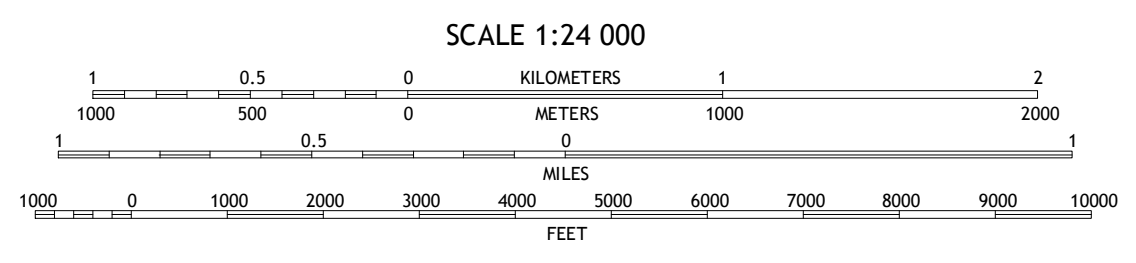 SCALE 1:24 000
1 0.5 0 KILOMETERS 1 2
1000 500 0 METERS 1000 2000
1 0.5 0 1
MILES
1000 0 1000 2000 3000 4000 5000 6000 7000 8000 9000 10000
FEET